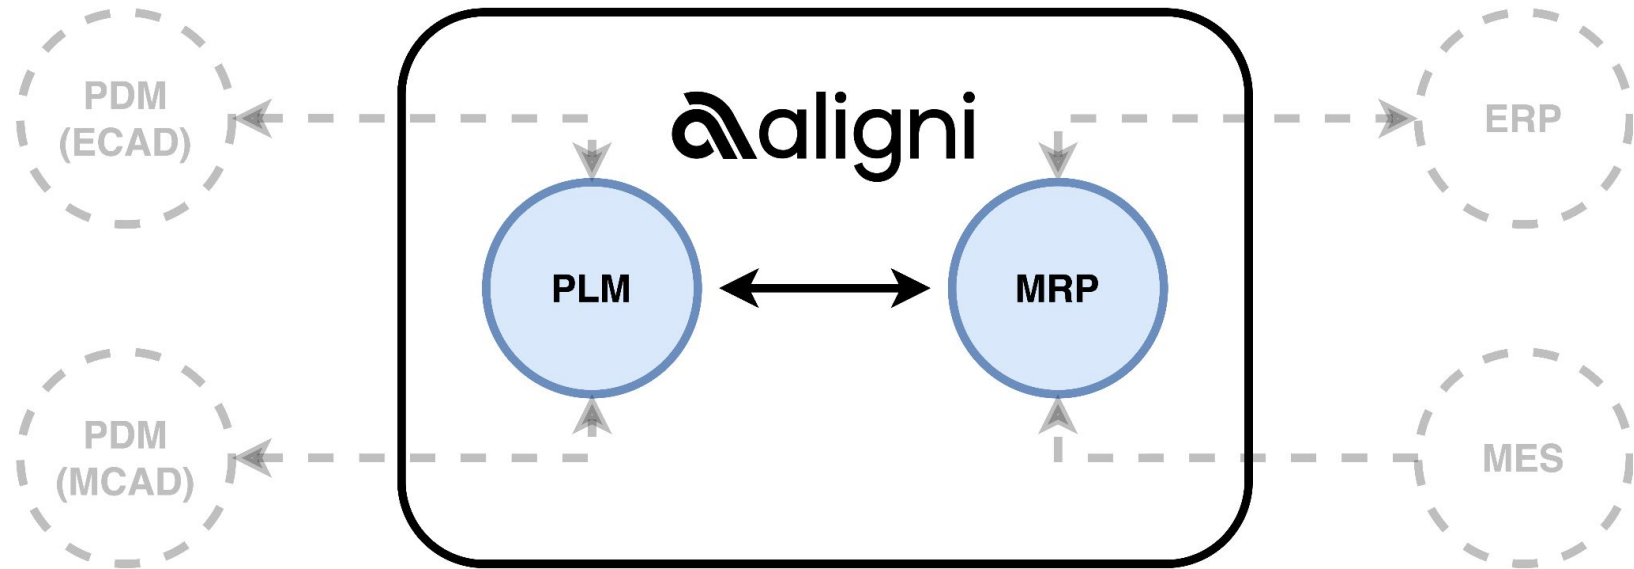 PDM
(ECAD)
aligni
ERP
PLM
MRP
PDM
(MCAD)
MES